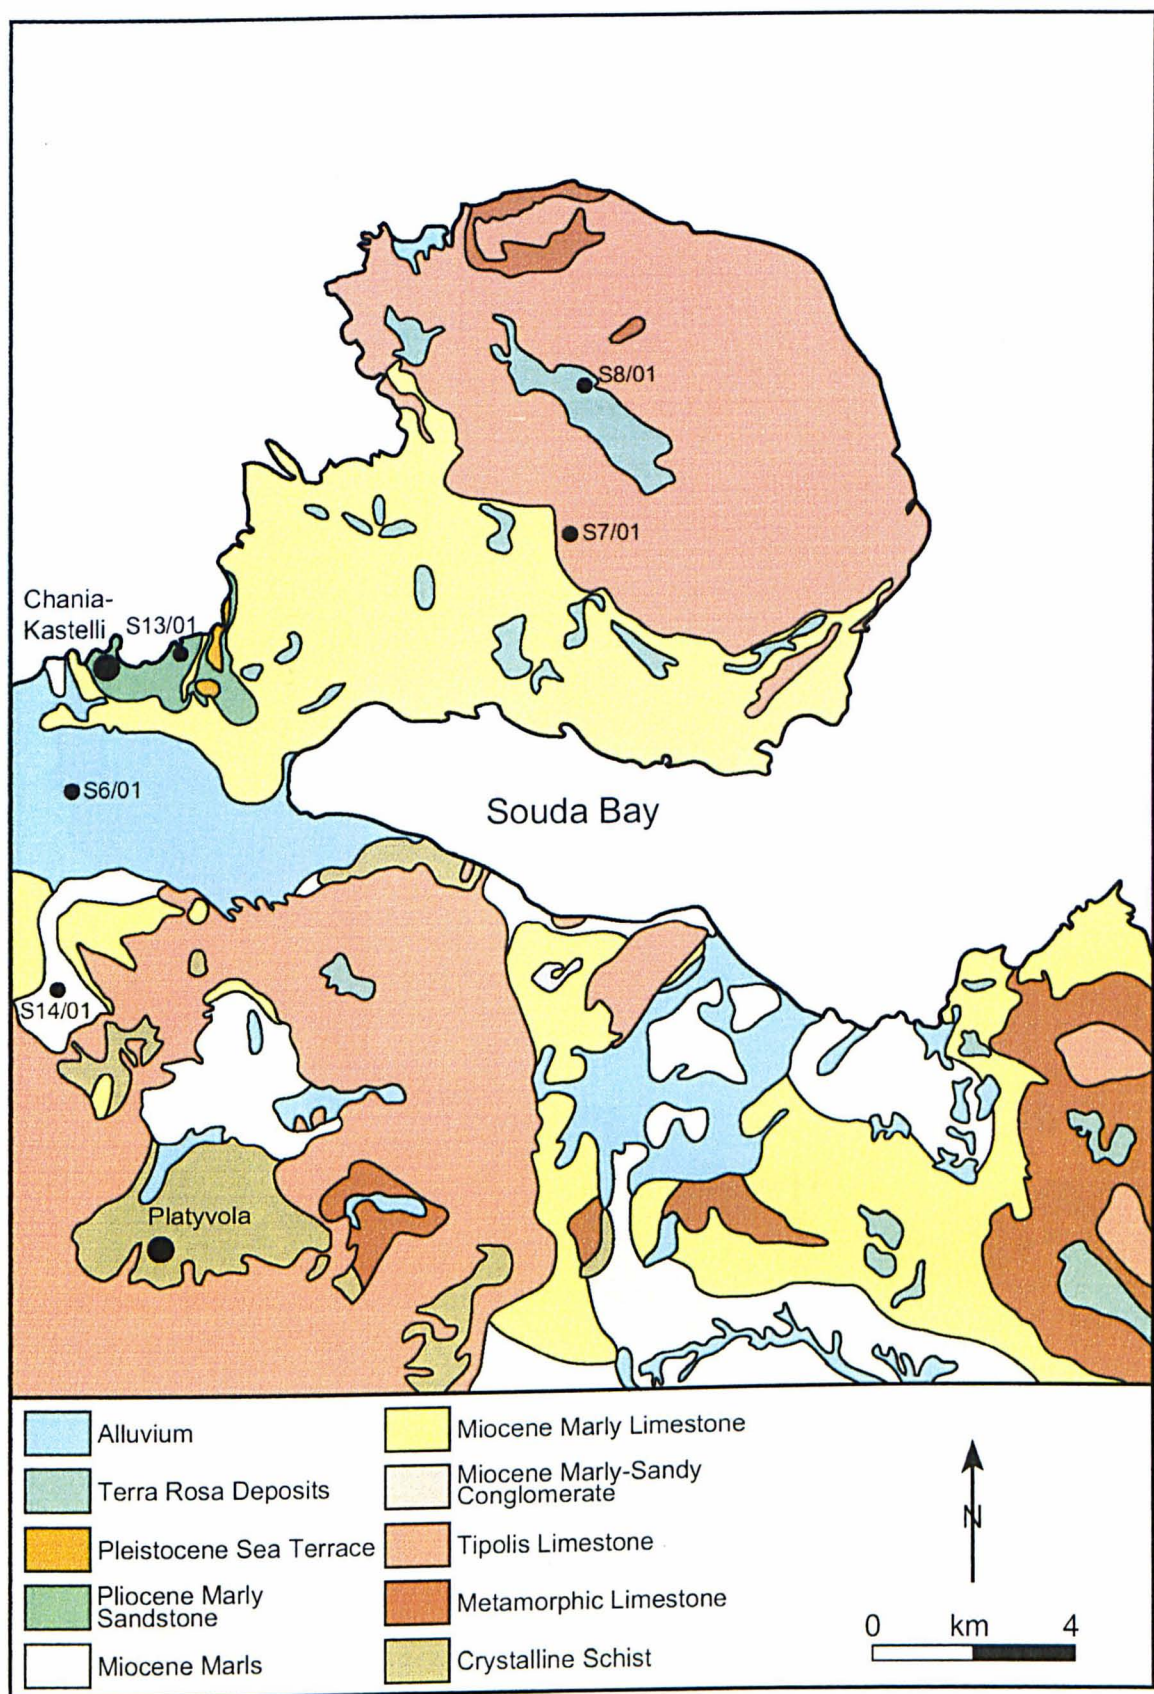 S8/01
S7/01
Chania-
Kastelli
S13/01
S6/01
Souda Bay
S14/01
Platyvola
Alluvium
Terra Rosa Deposits
Pleistocene Sea Terrace
Pliocene Marly
Sandstone
Miocene Marls
Miocene Marly Limestone
Miocene Marly-Sandy
Conglomerate
Tipolis Limestone
Metamorphic Limestone
Crystalline Schist
N
0 km 4